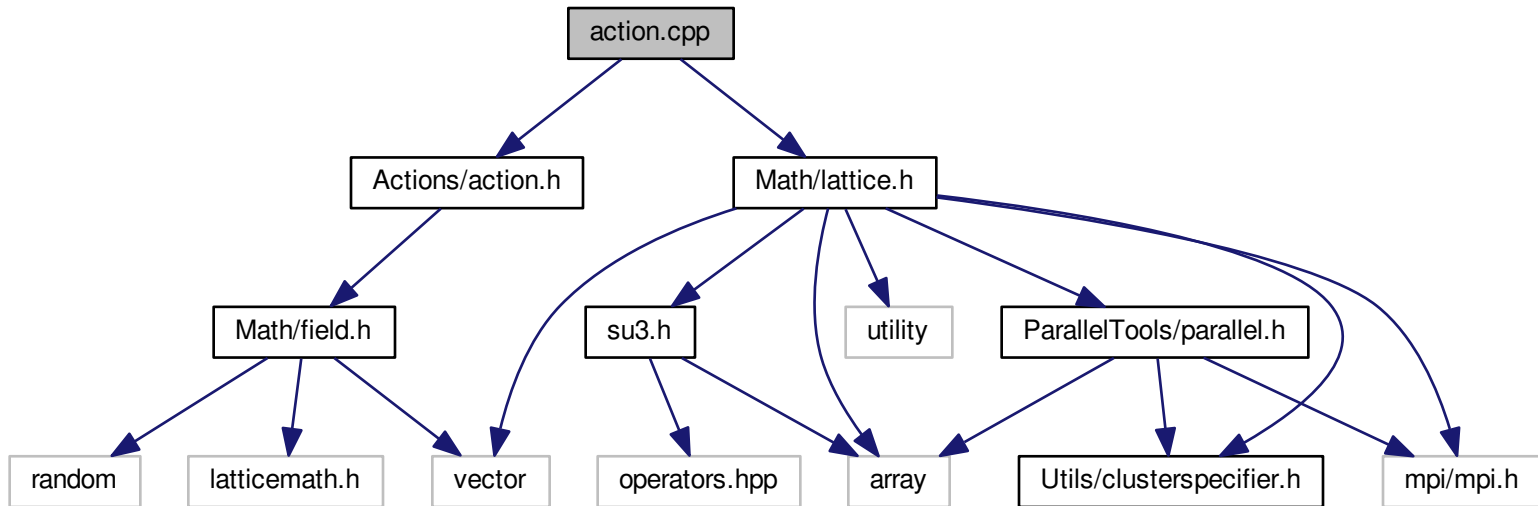 action.cpp
Actions/action.h
Math/lattice.h
Math/field.h
su3.h
utility
ParallelTools/parallel.h
random
latticemath.h
vector
operators.hpp
array
Utils/clusterspecifier.h
mpi/mpi.h